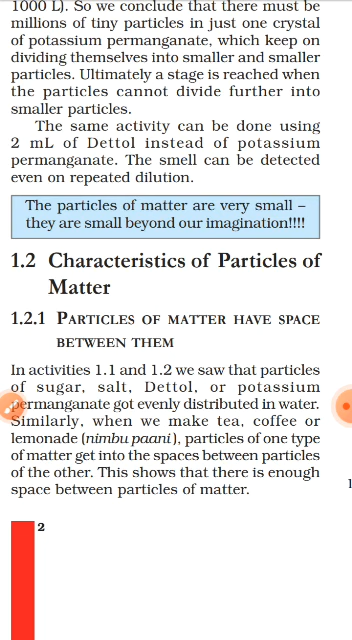 1000 L). So we conclude that there must be
millions of tiny particles in just one crystal
of potassium permanganate, which keep on
dividing themselves into smaller and smaller
particles. Ultimately a stage is reached when
the particles cannot divide further into
smaller particles.
The same activity can be done using
2 mL of Dettol instead of potassium
permanganate. The smell can be detected
even on repeated dilution.
The particles of matter are very small –
they are small beyond our imagination!!!!
1.2 Characteristics of Particles of
Matter
1.2.1 PARTICLES OF MATTER HAVE SPACE
BETWEEN THEM
In activities 1.1 and 1.2 we saw that particles
of sugar, salt, Dettol, or potassium
permanganate got evenly distributed in water.
Similarly, when we make tea, coffee or
lemonade (nimbu paani), particles of one type
of matter get into the spaces between particles
of the other. This shows that there is enough
space between particles of matter.
2